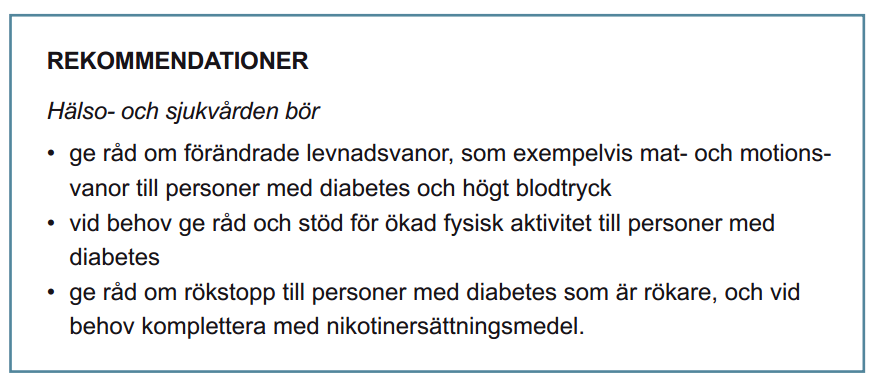 REKOMMENDATIONER
Hälso- och sjukvården bör
• ge råd om förändrade levnadsvanor, som exempelvis mat- och motions-
vanor till personer med diabetes och högt blodtryck
• vid behov ge råd och stöd för ökad fysisk aktivitet till personer med
diabetes
• ge råd om rökstopp till personer med diabetes som är rökare, och vid
behov komplettera med nikotinersättningsmedel.